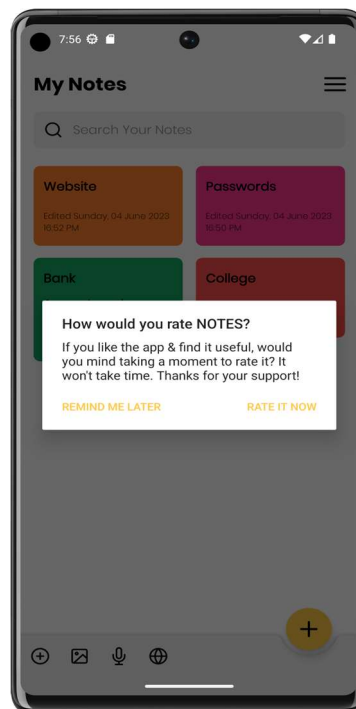 7:56
My Notes
Search Your Notes
Website
Passwords
Edited Sunday, 04 June 2023
16:52 PM
Edited Sunday, 04 June 2023
16:50 PM
Bank
College
How would you rate NOTES?
If you like the app & find it useful, would
you mind taking a moment to rate it? It
won't take time. Thanks for your support!
REMIND ME LATER
RATE IT NOW